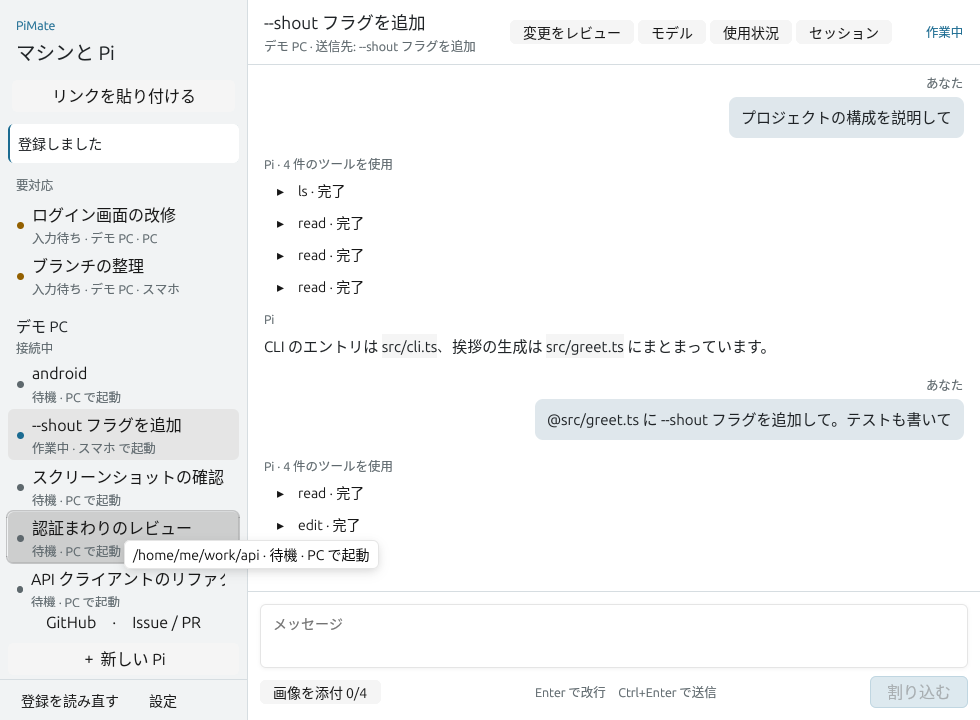 PiMate
マシンと Pi
リンクを貼り付ける
登録しました
要対応
ログイン画面の改修
入力待ち · デモ PC · PC
ブランチの整理
入力待ち · デモ PC · スマホ
デモ PC
接続中
android
待機 · PC で起動
--shout フラグを追加
作業中 · スマホ で起動
スクリーンショットの確認
待機 · PC で起動
認証まわりのレビュー
待機 · PC で起動
/home/me/work/api · 待機 · PC で起動
API クライアントのリファク
待機 · PC で起動
GitHub · Issue / PR
+ 新しい Pi
登録を読み直す 設定
--shout フラグを追加
デモ PC · 送信先: --shout フラグを追加
変更をレビュー モデル 使用状況 セッション 作業中
あなた
プロジェクトの構成を説明して
Pi · 4 件のツールを使用
▸ ls · 完了
▸ read · 完了
▸ read · 完了
▸ read · 完了
Pi
CLI のエントリは src/cli.ts、挨拶の生成は src/greet.ts にまとまっています。
あなた
@src/greet.ts に --shout フラグを追加して。テストも書いて
Pi · 4 件のツールを使用
▸ read · 完了
▸ edit · 完了
メッセージ
画像を添付 0/4
Enter で改行 Ctrl+Enter で送信
割り込む